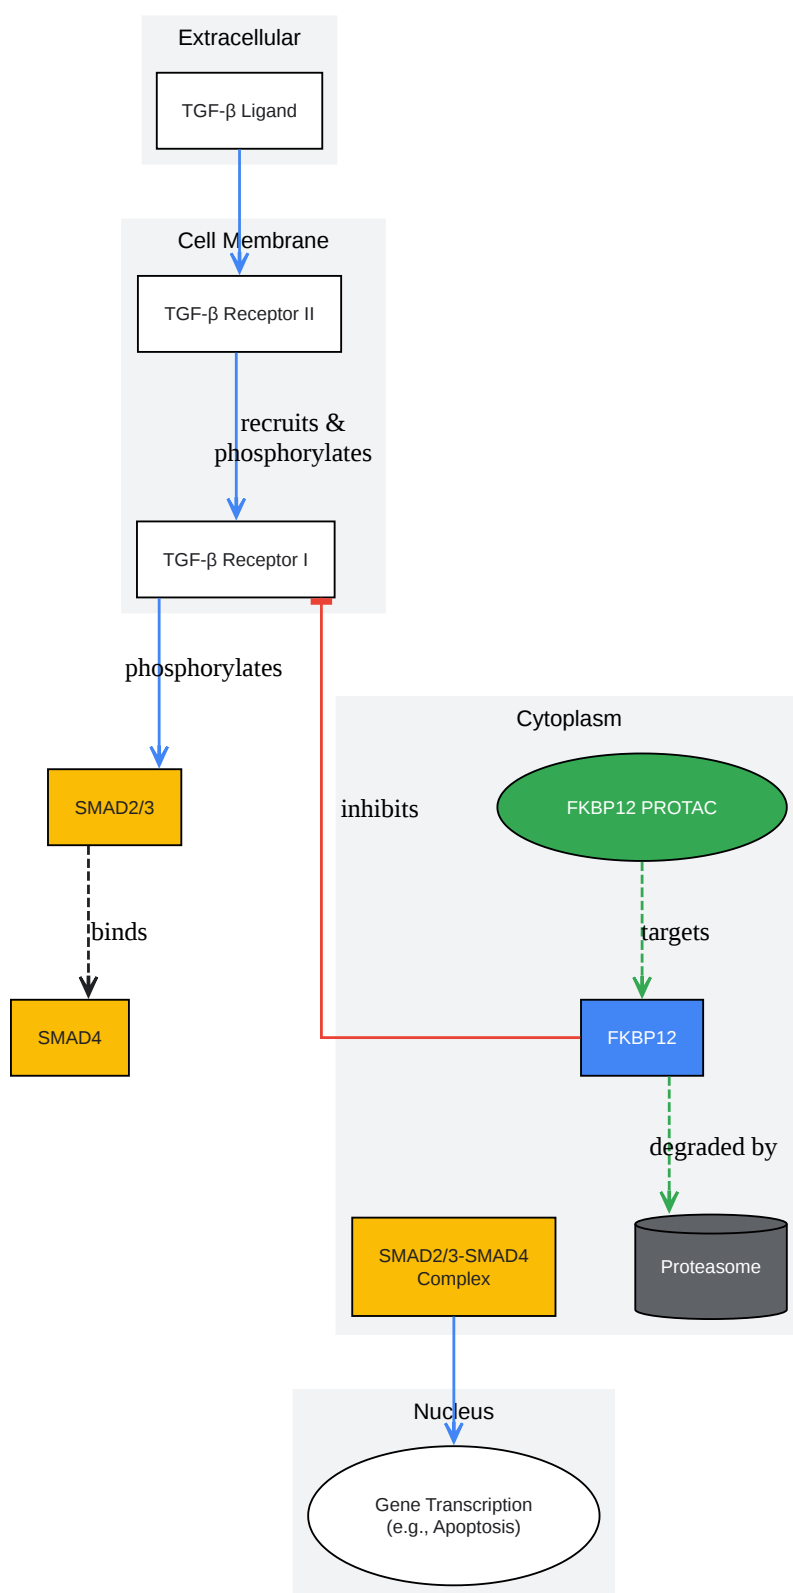 Extracellular
TGF-β Ligand
Cell Membrane
TGF-β Receptor II
recruits &
phosphorylates
TGF-β Receptor I
phosphorylates
Cytoplasm
SMAD2/3
inhibits
FKBP12 PROTAC
binds
targets
SMAD4
FKBP12
degraded by
SMAD2/3-SMAD4
Complex
Proteasome
Nucleus
Gene Transcription
(e.g., Apoptosis)